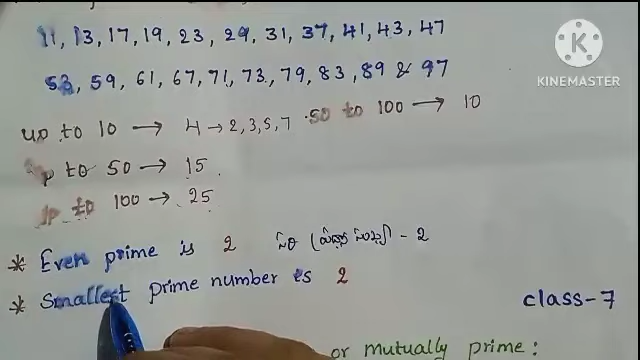 11, 13, 17, 19, 23, 29, 31, 37, 41, 43, 47
53, 59, 61, 67, 71, 73, 79, 83, 89 & 97
up to 10 → 4 → 2, 3, 5, 7 . 50 to 100 → 10
up to 50 → 15
up to 100 → 25
* Even prime is 2 సరి ( - 2
* Smallest prime number is 2
class-7
or mutually prime:
KINEMASTER